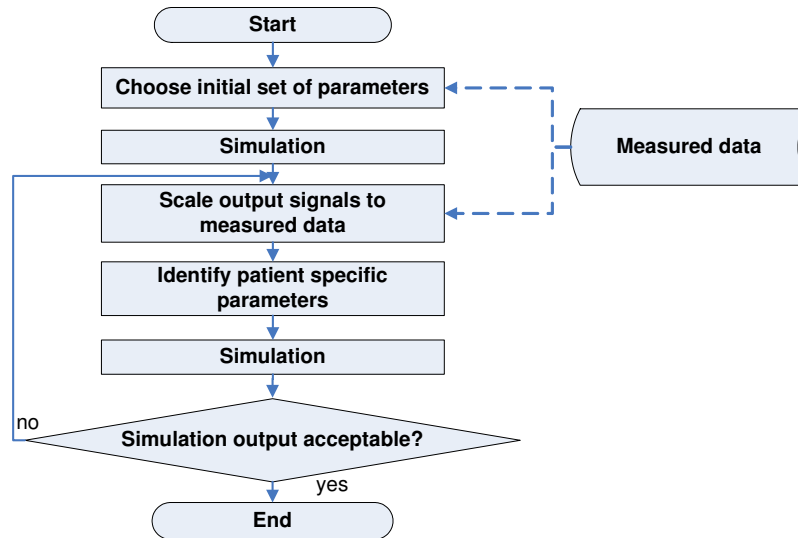 Start
Choose initial set of parameters
Simulation
Measured data
Scale output signals to
measured data
Identify patient specific
parameters
Simulation
no
Simulation output acceptable?
yes
End